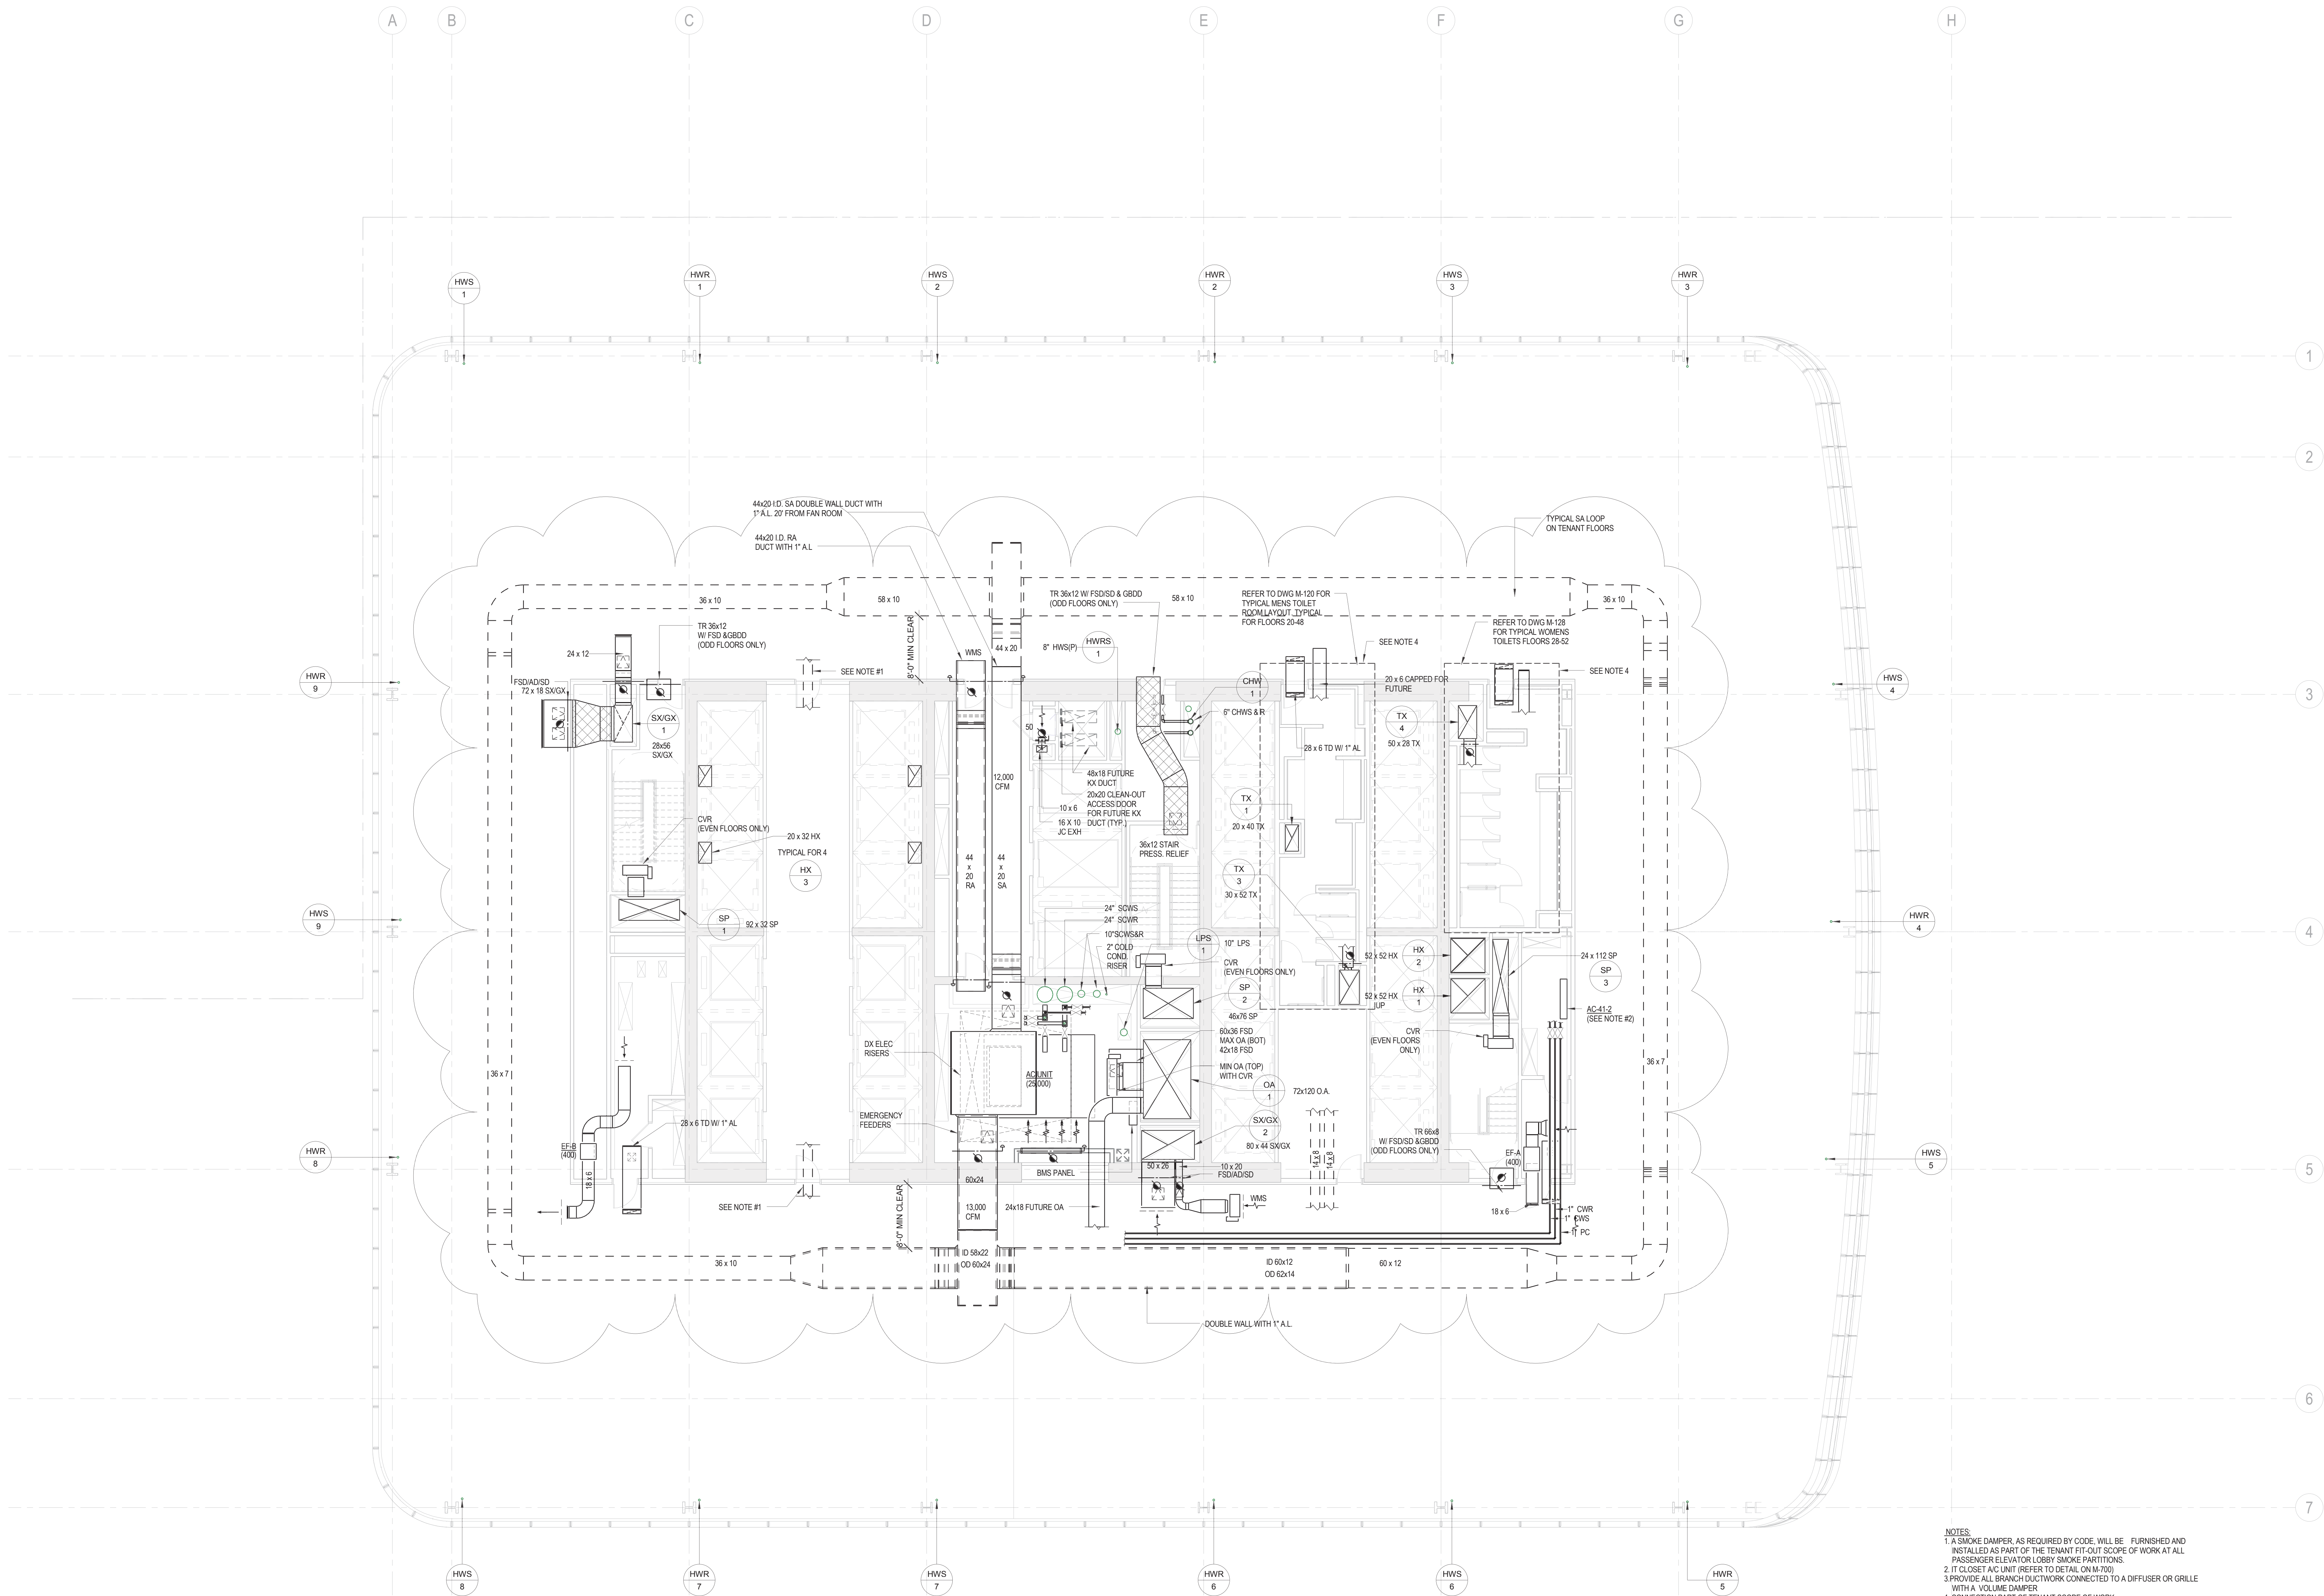 A
B
C
D
E
F
G
H
HWS
1
HWR
1
HWS
2
HWR
2
HWS
3
HWR
3
1
2
44x20 I.D. SA DOUBLE WALL DUCT WITH
1" A.L. 20' FROM FAN ROOM
44x20 I.D. RA
DUCT WITH 1" A.L
TYPICAL SA LOOP
ON TENANT FLOORS
36 x 10
58 x 10
8'-0" MIN CLEAR
TR 36x12 W/ FSD/SD & GBDD
(ODD FLOORS ONLY)
58 x 10
REFER TO DWG M-120 FOR
TYPICAL MENS TOILET
ROOM LAYOUT. TYPICAL
FOR FLOORS 20-48
36 x 10
TR 36x12
W/ FSD &GBDD
(ODD FLOORS ONLY)
REFER TO DWG M-128
FOR TYPICAL WOMENS
TOILETS FLOORS 28-52
24 x 12
WMS
44 x 20
8" HWS(P)
HWRS
1
SEE NOTE 4
SEE NOTE #1
SEE NOTE 4
HWR
9
FSD/AD/SD
72 x 18 SX/GX
CHW
1
20 x 6 CAPPED FOR
FUTURE
HWS
4
3
6" CHWS & R
SX/GX
1
28x56
SX/GX
50
TX
4
50 x 28 TX
28 x 6 TD W/ 1" AL
12,000
CFM
48x18 FUTURE
KX DUCT
20x20 CLEAN-OUT
ACCESS DOOR
FOR FUTURE KX
DUCT (TYP.)
10 x 6
16 X 10
JC EXH
TX
1
20 x 40 TX
CVR
(EVEN FLOORS ONLY)
20 x 32 HX
TYPICAL FOR 4
HX
3
44
x
20
RA
44
x
20
SA
36x12 STAIR
PRESS. RELIEF
TX
3
30 x 52 TX
HWS
9
SP
1
92 x 32 SP
24" SCWS
24" SCWR
10"SCWS&R
2" COLD
COND.
RISER
LPS
1
10" LPS
CVR
(EVEN FLOORS ONLY)
HWR
4
4
52 x 52 HX
HX
2
24 x 112 SP
SP
3
52 x 52 HX
UP
HX
1
SP
2
46x76 SP
AC-41-2
(SEE NOTE #2)
DX ELEC
RISERS
60x36 FSD
MAX OA (BOT)
42x18 FSD
CVR
(EVEN FLOORS
ONLY)
MIN OA (TOP)
WITH CVR
36 x 7
AC UNIT
(25,000)
36 x 7
OA
1
72x120 O.A.
EMERGENCY
FEEDERS
SX/GX
2
80 x 44 SX/GX
28 x 6 TD W/ 1" AL
EF-B
(400)
TR 66x8
W/ FSD/SD &GBDD
(ODD FLOORS ONLY)
EF-A
(400)
HWR
8
HWS
5
5
14 x 8
14 x 8
18 x 6
BMS PANEL
50 x 26
10 x 20
FSD/AD/SD
60x24
SEE NOTE #1
8'-0" MIN CLEAR
13,000
CFM
24x18 FUTURE OA
WMS
18 x 6
1" CWR
1" CWS
1" PC
36 x 10
ID 58x22
OD 60x24
ID 60x12
OD 62x14
60 x 12
DOUBLE WALL WITH 1" A.L.
6
7
HWS
8
HWR
7
HWS
7
HWR
6
HWS
6
HWR
5
NOTES:
1. A SMOKE DAMPER, AS REQUIRED BY CODE, WILL BE FURNISHED AND
INSTALLED AS PART OF THE TENANT FIT-OUT SCOPE OF WORK AT ALL
PASSENGER ELEVATOR LOBBY SMOKE PARTITIONS.
2. IT CLOSET A/C UNIT (REFER TO DETAIL ON M-700)
3.PROVIDE ALL BRANCH DUCTWORK CONNECTED TO A DIFFUSER OR GRILLE
WITH A VOLUME DAMPER